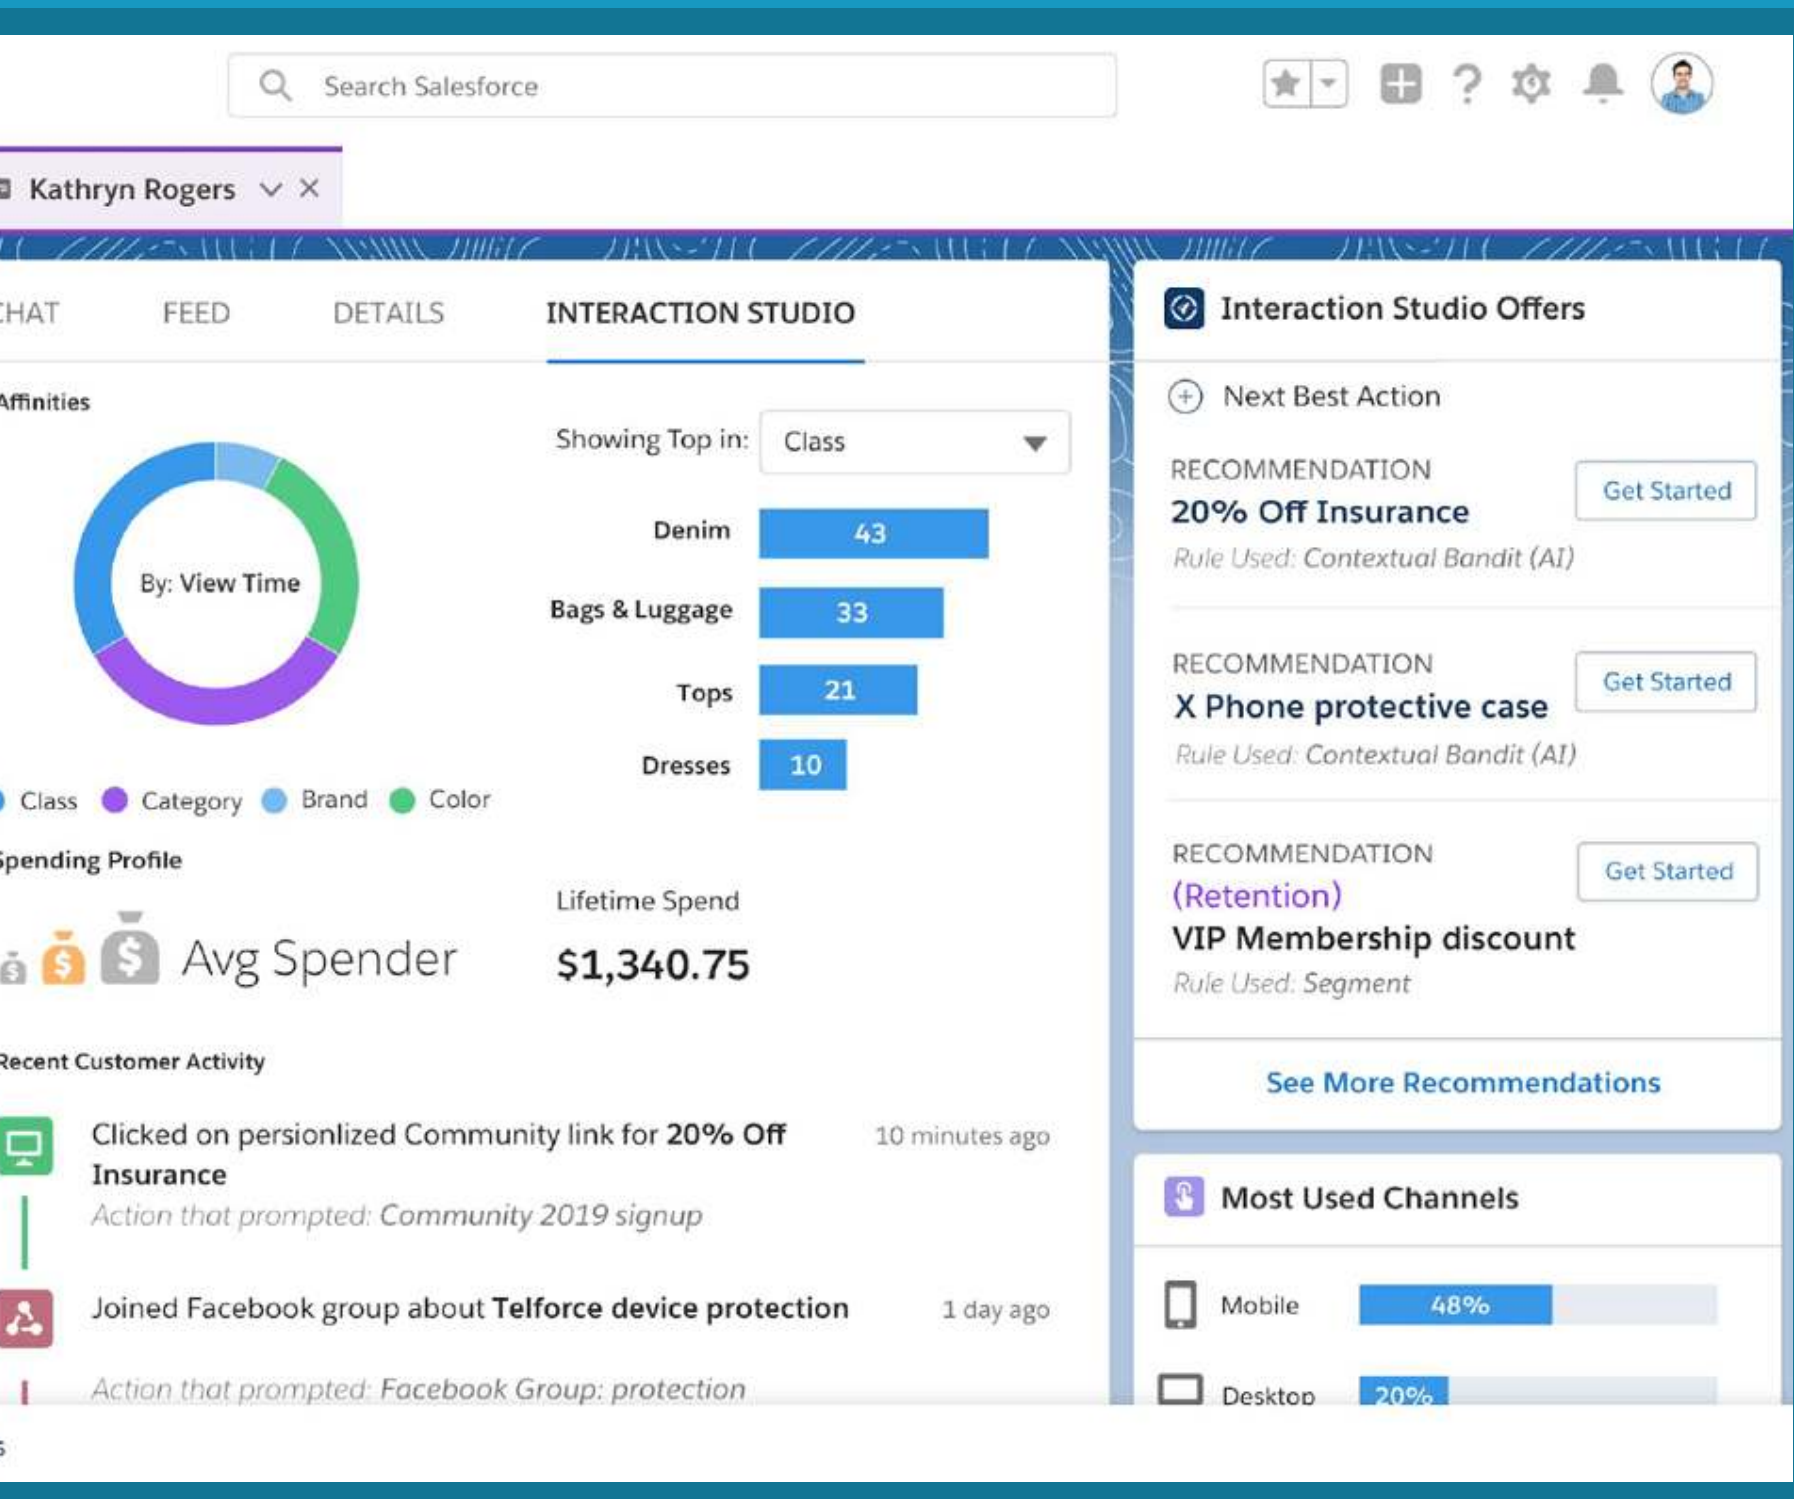 Search Salesforce
Kathryn Rogers
CHAT FEED DETAILS INTERACTION STUDIO
Affinities
By: View Time
Class Category Brand Color
Showing Top in: Class
Denim 43
Bags & Luggage 33
Tops 21
Dresses 10
Spending Profile
$ $ $ Avg Spender
Lifetime Spend
$1,340.75
Recent Customer Activity
Clicked on persionlized Community link for 20% Off 10 minutes ago
Insurance
Action that prompted: Community 2019 signup
Joined Facebook group about Telforce device protection 1 day ago
Action that prompted: Facebook Group: protection
Interaction Studio Offers
Next Best Action
RECOMMENDATION
20% Off Insurance
Rule Used: Contextual Bandit (AI)
Get Started
RECOMMENDATION
X Phone protective case
Rule Used: Contextual Bandit (AI)
Get Started
RECOMMENDATION
(Retention)
VIP Membership discount
Rule Used: Segment
Get Started
See More Recommendations
Most Used Channels
Mobile 48%
Desktop 20%
s